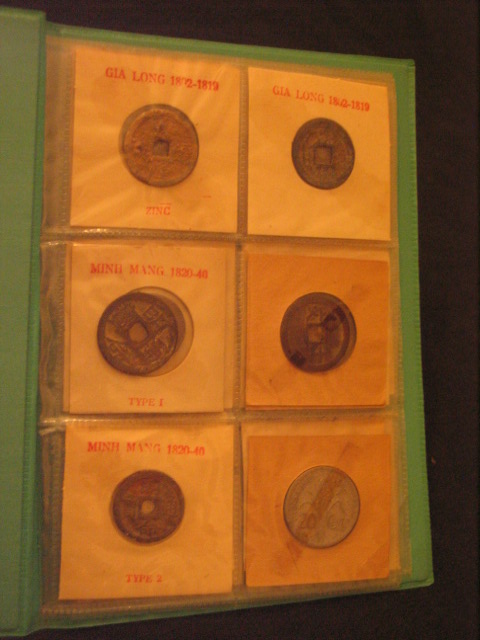 GIA LONG 1802-1819
ZINC
GIA LONG 1802-1819
MINH MANG 1820-40
TYPE 1
MINH MANG 1820-40
TYPE 2